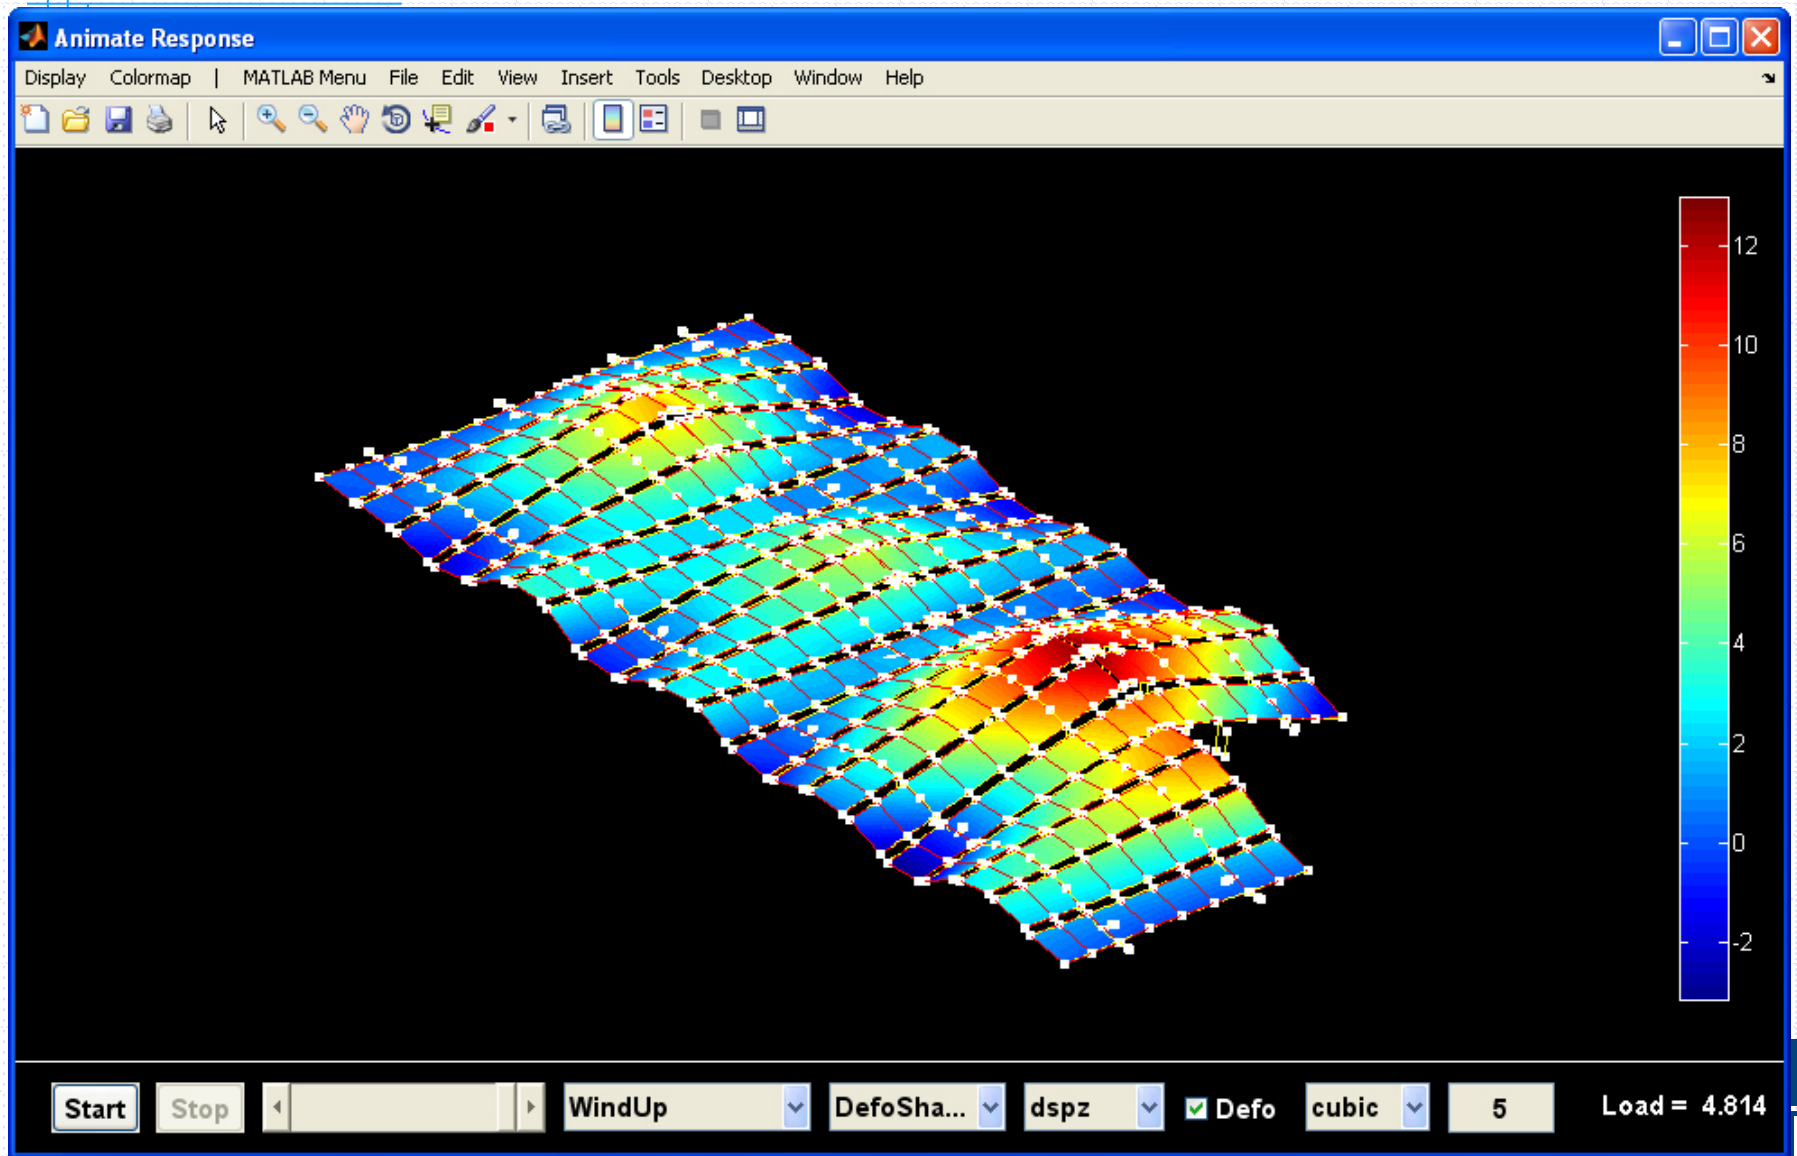 Animate Response
Display Colormap | MATLAB Menu File Edit View Insert Tools Desktop Window Help
12
10
8
6
4
2
0
-2
Start Stop WindUp DefoSha... dspz Defo cubic 5 Load = 4.814